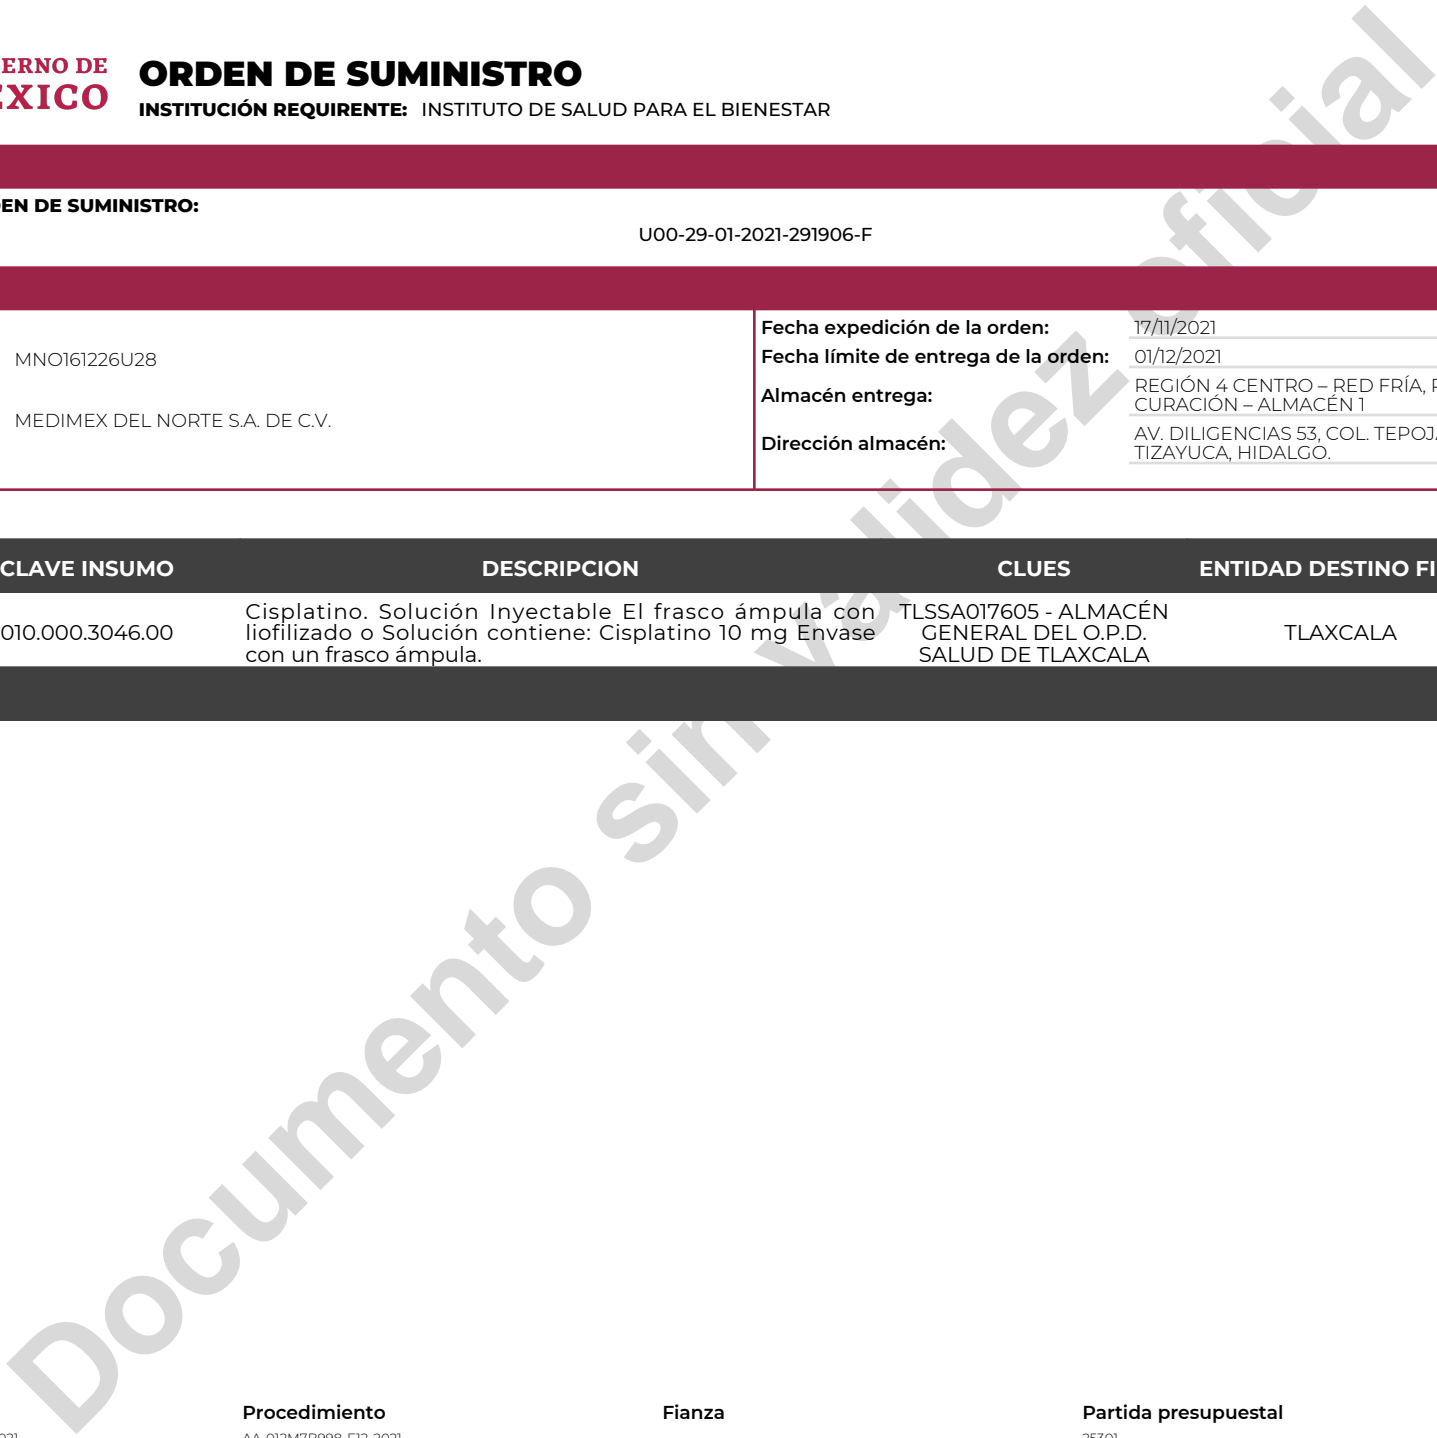 ORDEN DE SUMINISTRO
INSTITUCIÓN REQUIRENTE: INSTITUTO DE SALUD PARA EL BIENESTAR
DE SUMINISTRO:
U00-29-01-2021-291906-F
MNO161226U28
MEDIMEX DEL NORTE S.A. DE C.V.
Fecha expedición de la orden: 17/11/2021
Fecha límite de entrega de la orden: 01/12/2021
Almacén entrega: REGIÓN 4 CENTRO – RED FRÍA,
CURACIÓN – ALMACÉN 1
Dirección almacén: AV. DILIGENCIAS 53, COL.
TIZAYUCA, HIDALGO.
CLAVE INSUMO DESCRIPCION CLUES ENTIDAD DESTINO
010.000.3046.00
Cisplatino. Solución Inyectable El frasco ámpula con
liofilizado o Solución contiene: Cisplatino 10 mg Envase
con un frasco ámpula.
TLSSA017605 - ALMACÉN
GENERAL DEL O.P.D.
SALUD DE TLAXCALA
TLAXCALA
Documento sin validez oficial
Procedimiento Fianza Partida presupuestal